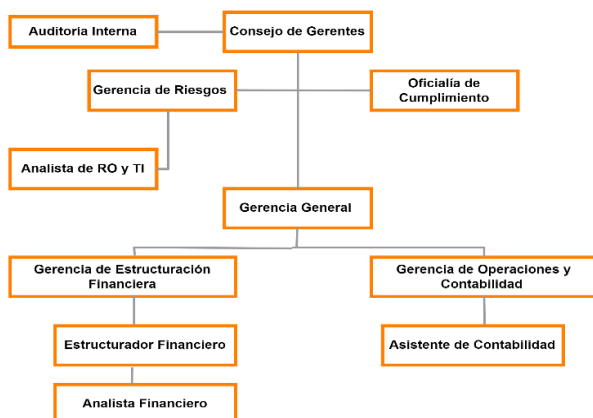 Auditoria Interna
Consejo de Gerentes
Gerencia de Riesgos
Oficialía de
Cumplimiento
Analista de RO y TI
Gerencia General
Gerencia de Estructuración
Financiera
Gerencia de Operaciones y
Contabilidad
Estructurador Financiero
Asistente de Contabilidad
Analista Financiero